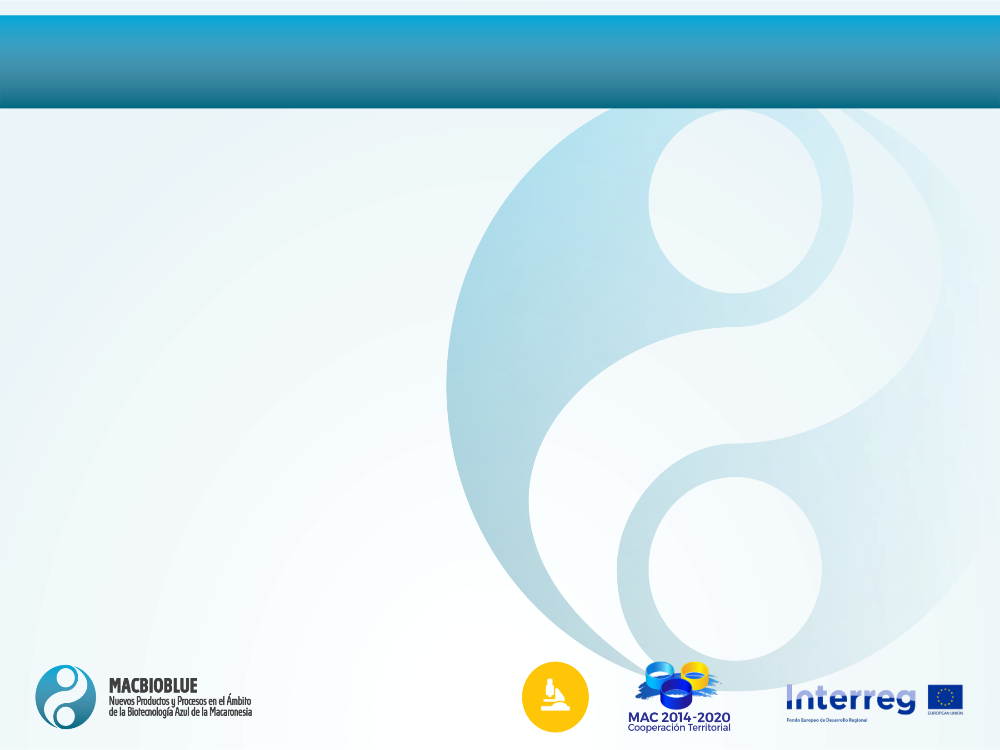 MACBIOBLUE
Nuevos Productos y Procesos en el Ámbito
de la Biotecnología Azul de la Macaronesia
MAC 2014-2020
Cooperación Territorial
Interreg
EUROPEAN UNION
Fondo Europeo de Desarrollo Regional